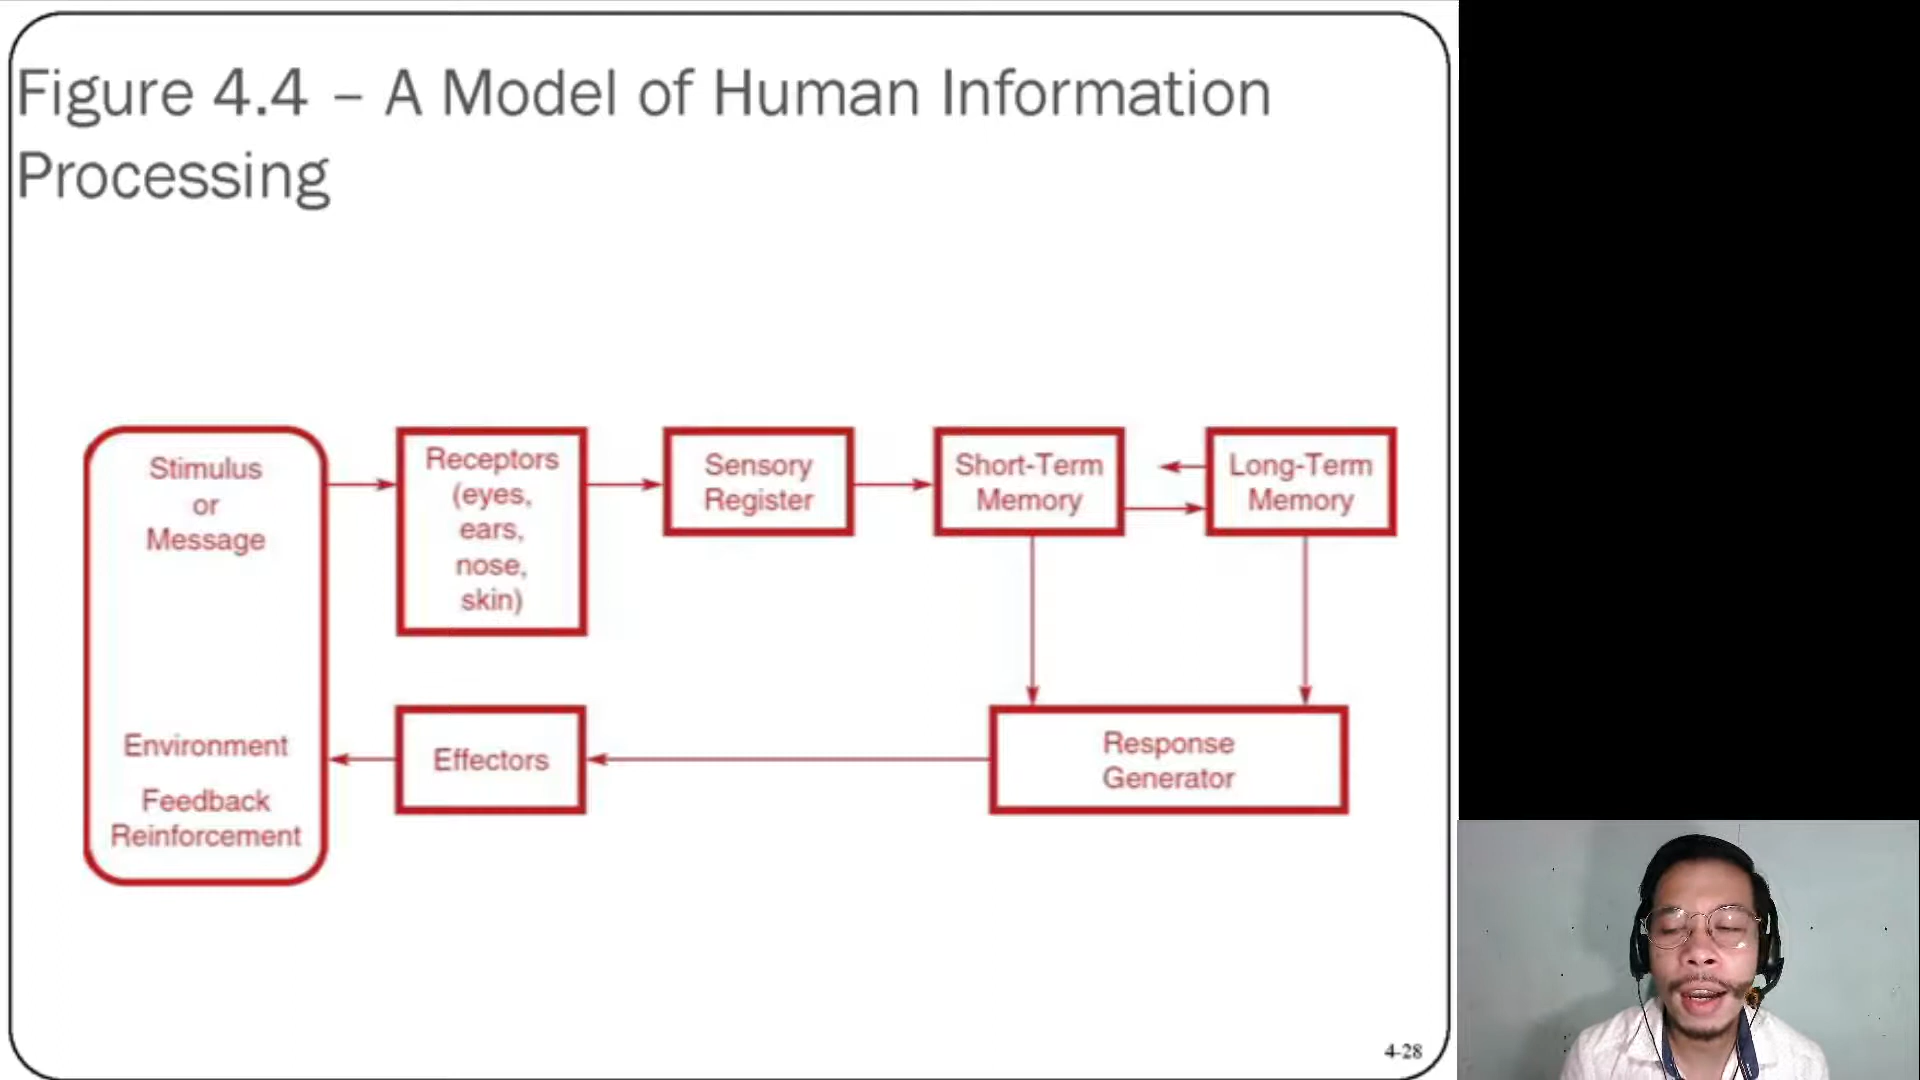 Figure 4.4 – A Model of Human Information
Processing
Stimulus
or
Message
Environment
Feedback
Reinforcement
Receptors
(eyes,
ears,
nose,
skin)
Sensory
Register
Short-Term
Memory
Long-Term
Memory
Effectors
Response
Generator
4-28